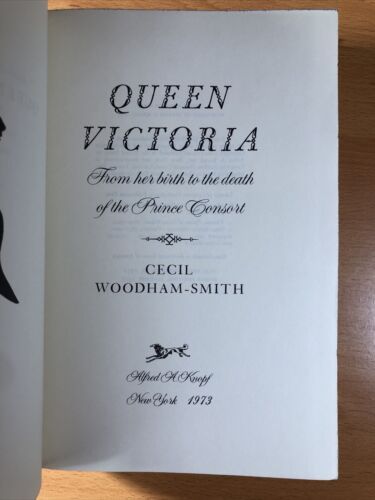 QUEEN
VICTORIA
From her birth to the death
of the Prince Consort
CECIL
WOODHAM-SMITH
Alfred A. Knopf
New York 1973